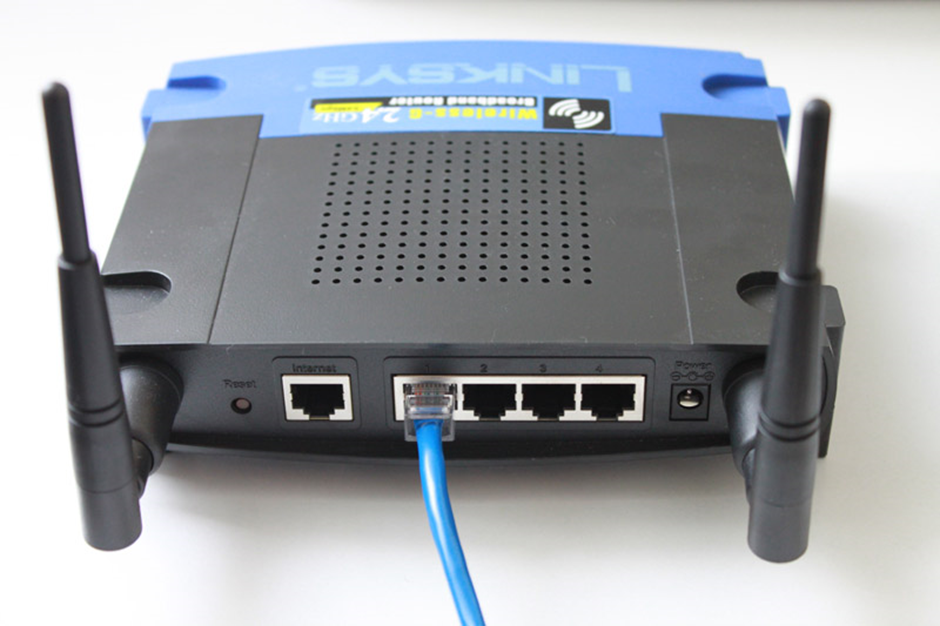 LINKSYS®
Wireless-G
Broadband Router
2.4GHz
Reset
Internet
1
2
3
4
Power